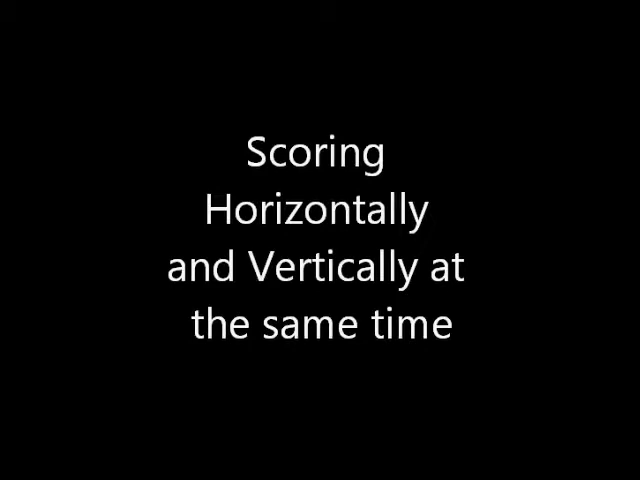 Scoring
Horizontally
and Vertically at
the same time